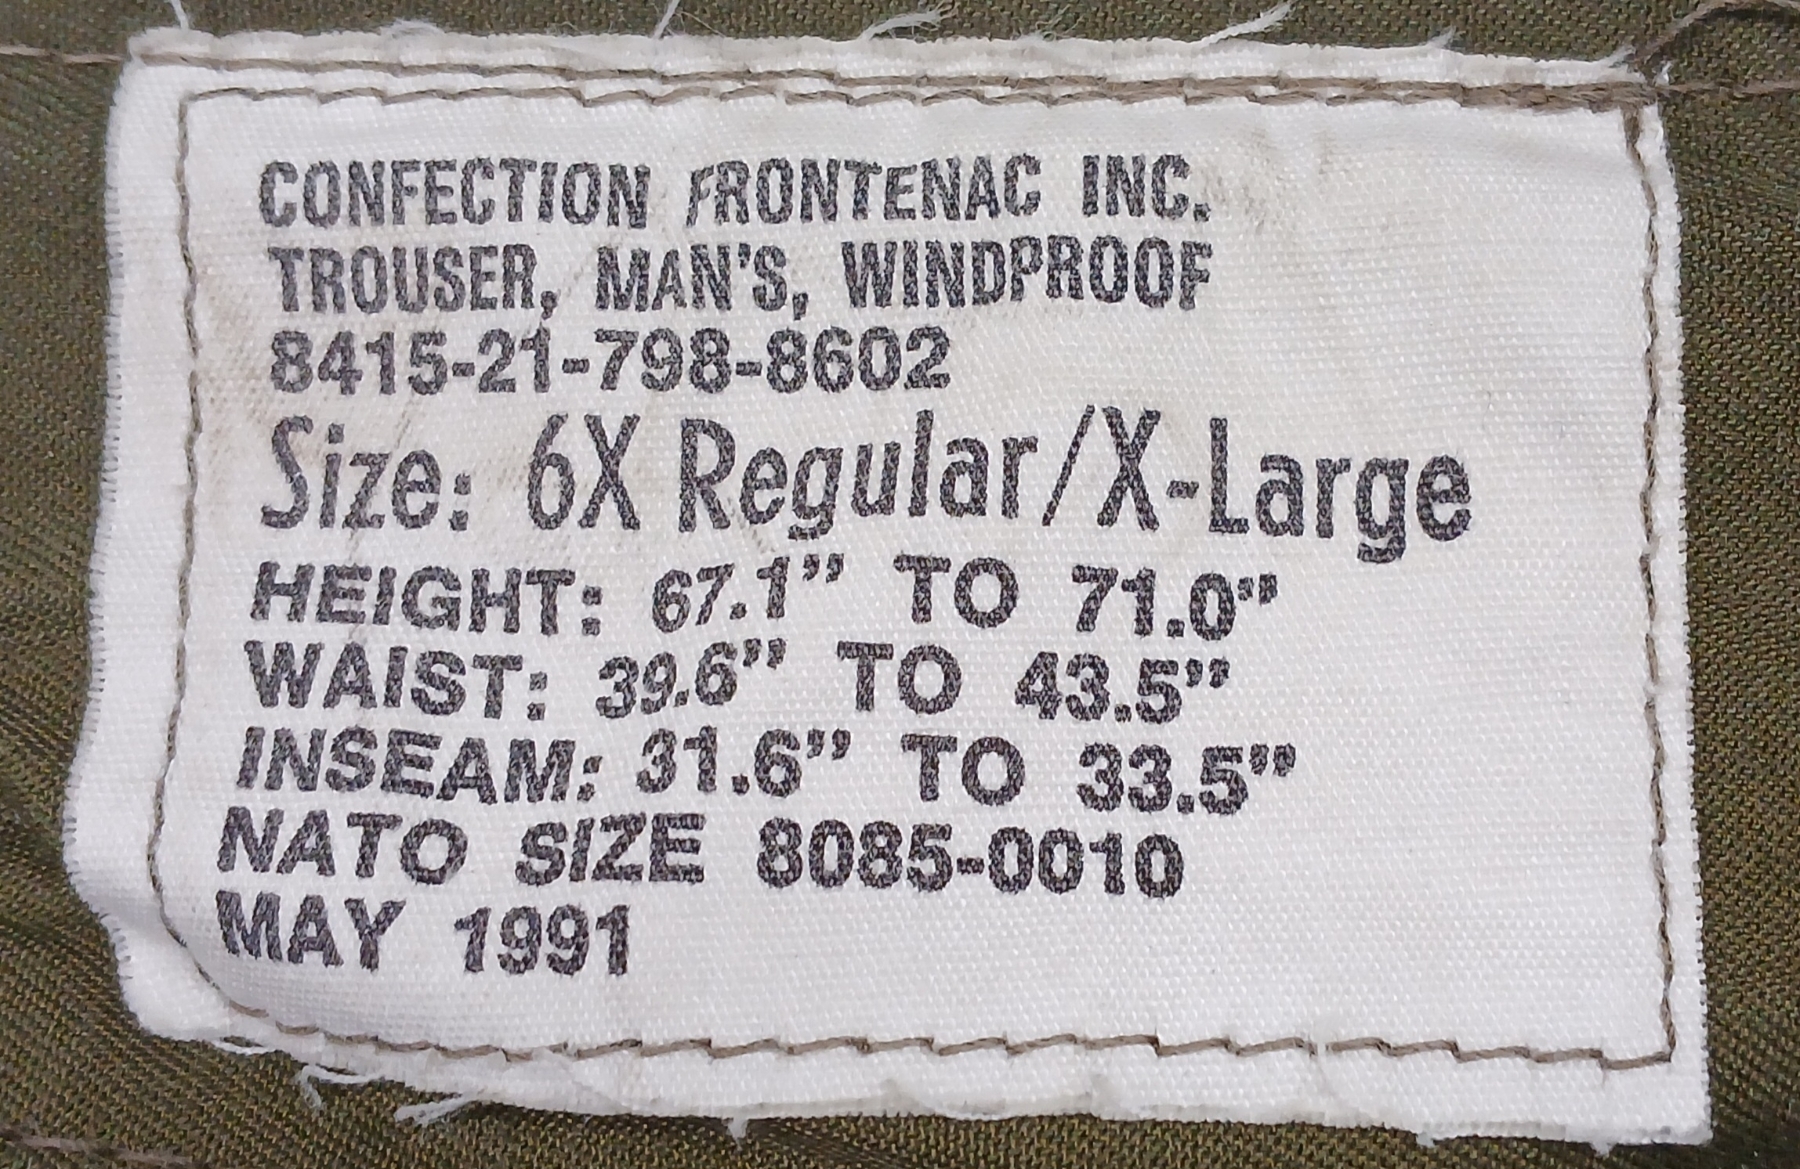 CONFECTION FRONTENAC INC.
TROUSER, MAN'S, WINDPROOF
8415-21-798-8602
Size: 6X Regular/X-Large
HEIGHT: 67.1” TO 71.0”
WAIST: 39.6” TO 43.5”
INSEAM: 31.6” TO 33.5”
NATO SIZE 8085-0010
MAY 1991